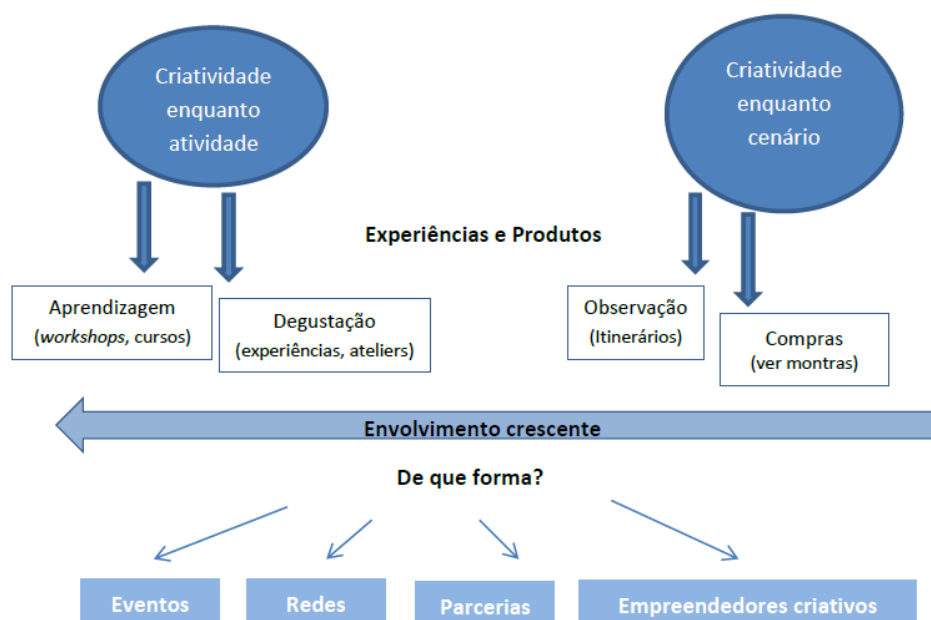 Criatividade
enquanto
atividade
Criatividade
enquanto
cenário
Experiências e Produtos
Aprendizagem
(workshops, cursos)
Degustação
(experiências, ateliers)
Observação
(Itinerários)
Compras
(ver montras)
Envolvimento crescente
De que forma?
Eventos
Redes
Parcerias
Empreendedores criativos